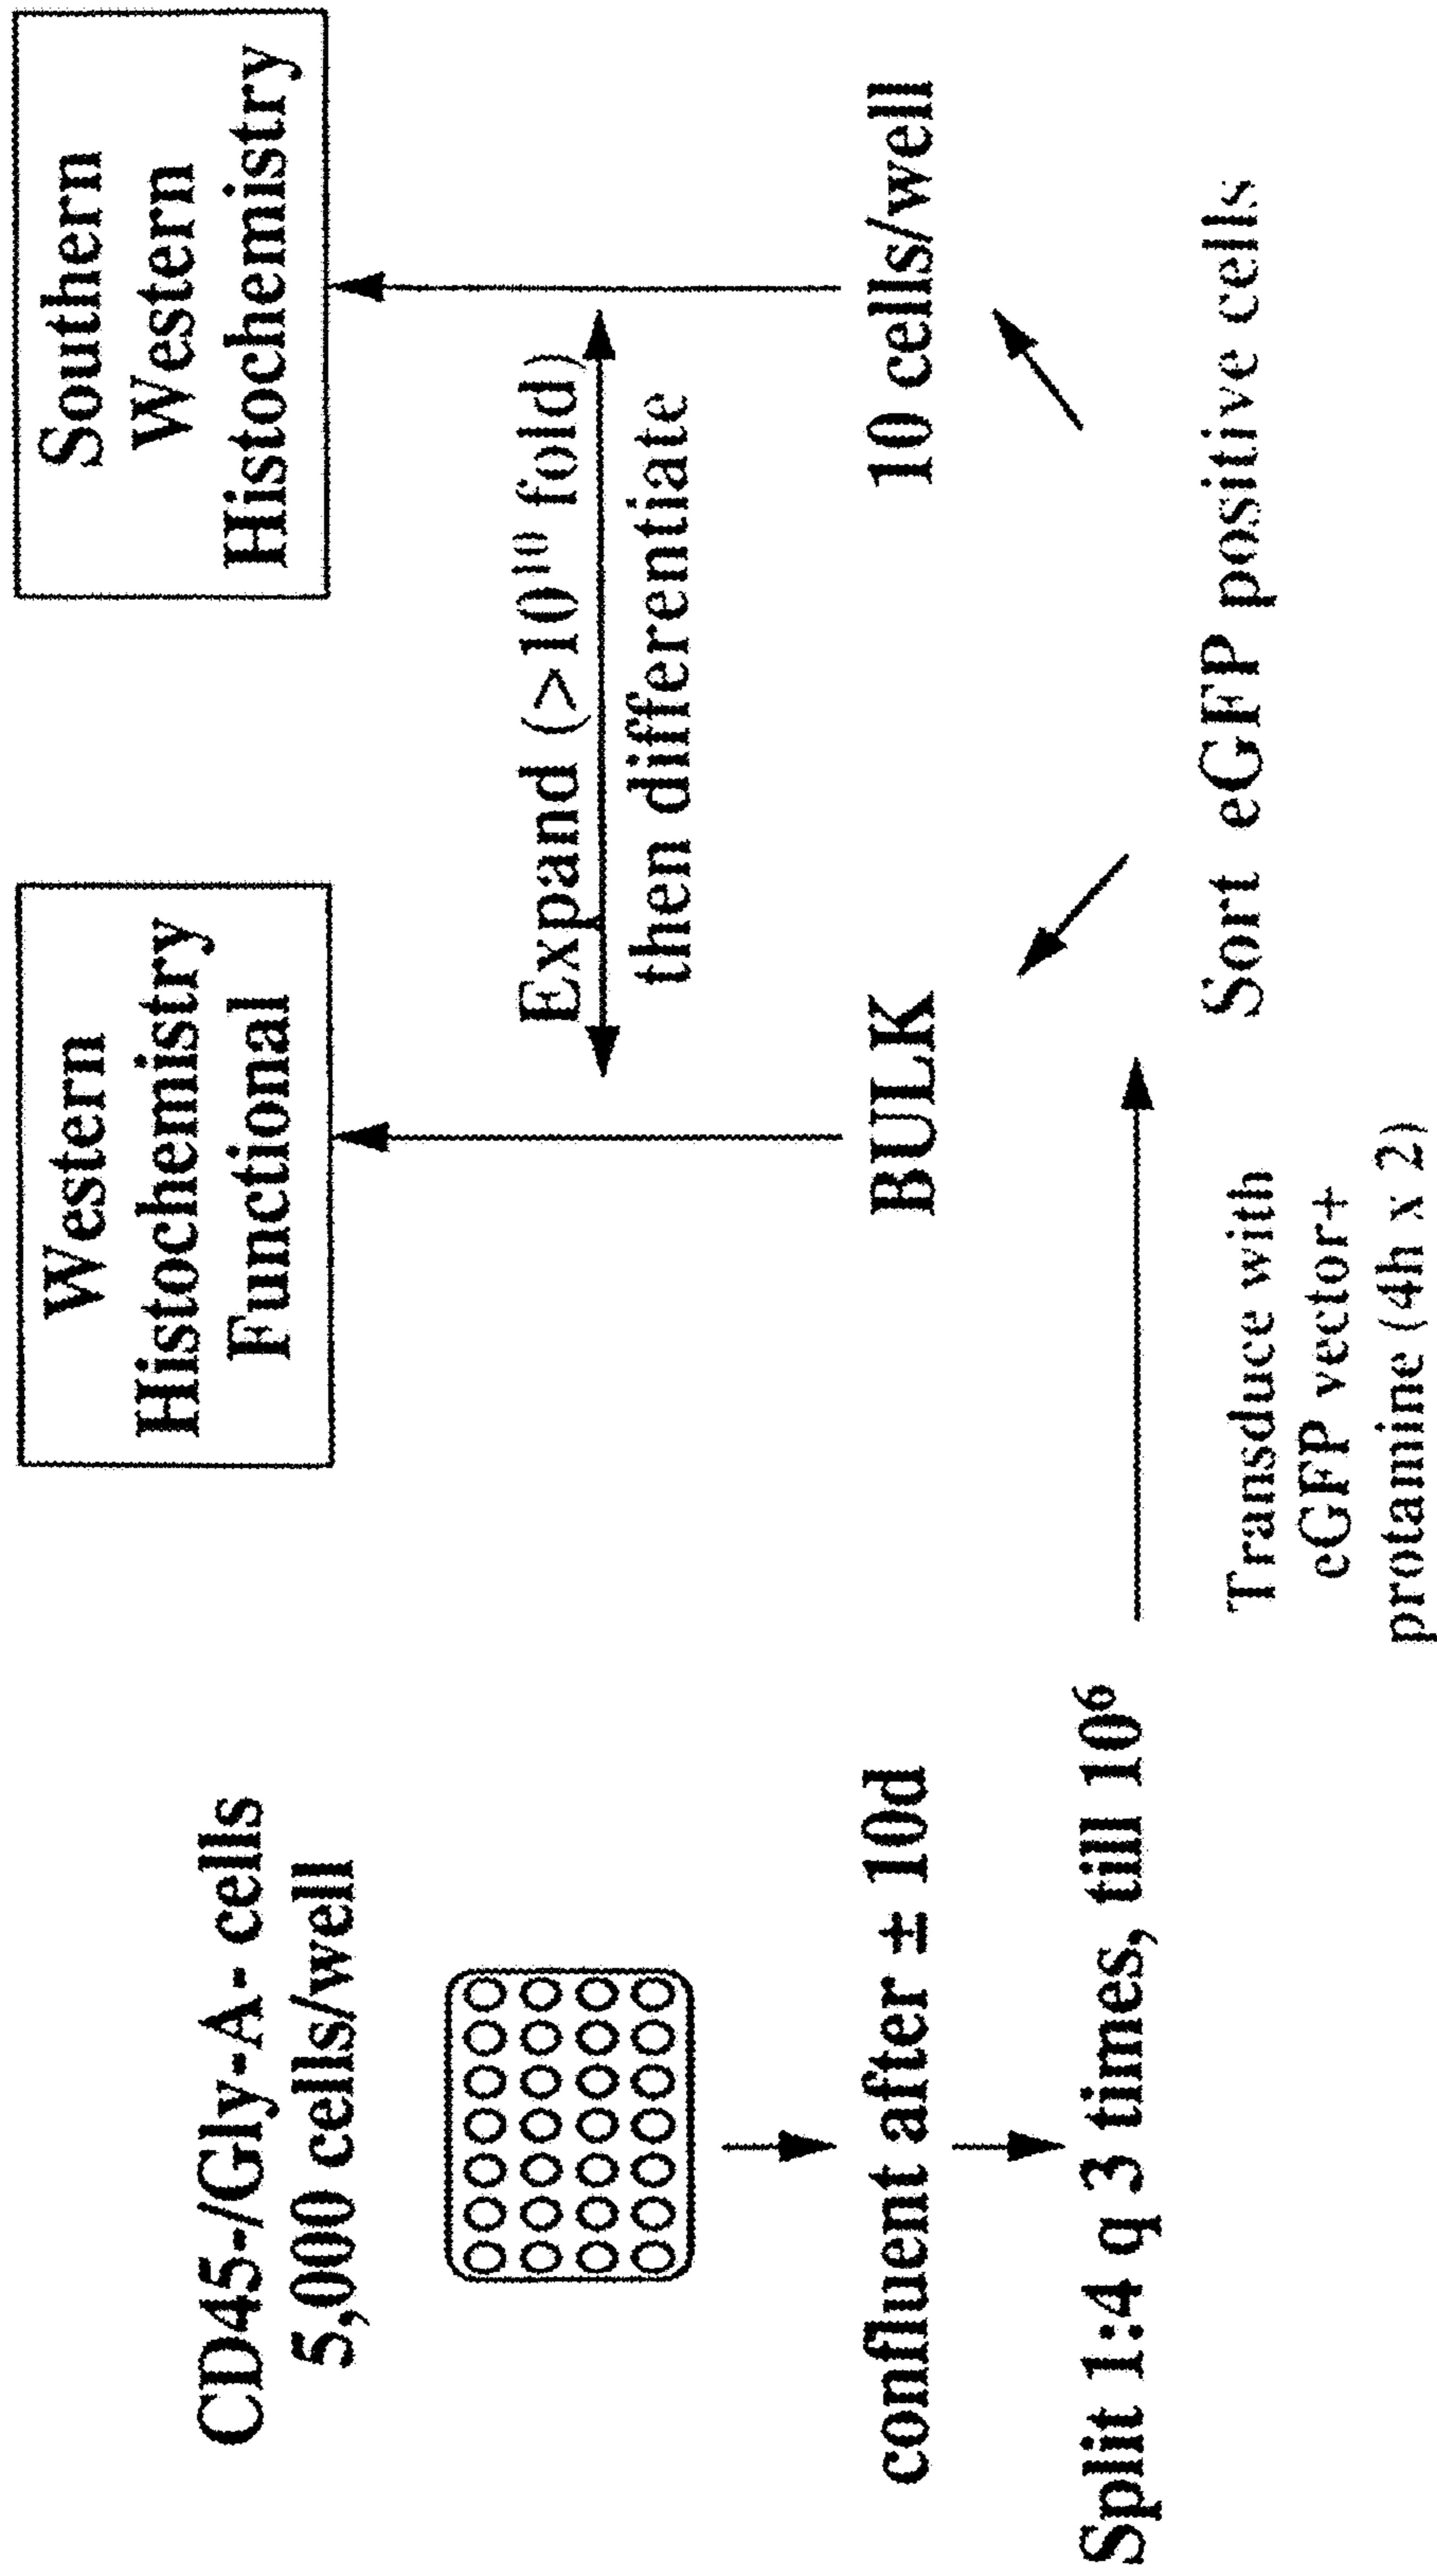 CD45-/Gly-A- cells
5,000 cells/well
confluent after ± 10d
Split 1:4 q 3 times, till 10⁶
Transduce with
eGFP vector+
protamine (4h x 2)
Sort eGFP positive cells
BULK
10 cells/well
Expand (>10¹⁰ fold)
then differentiate
Western
Histochemistry
Functional
Southern
Western
Histochemistry